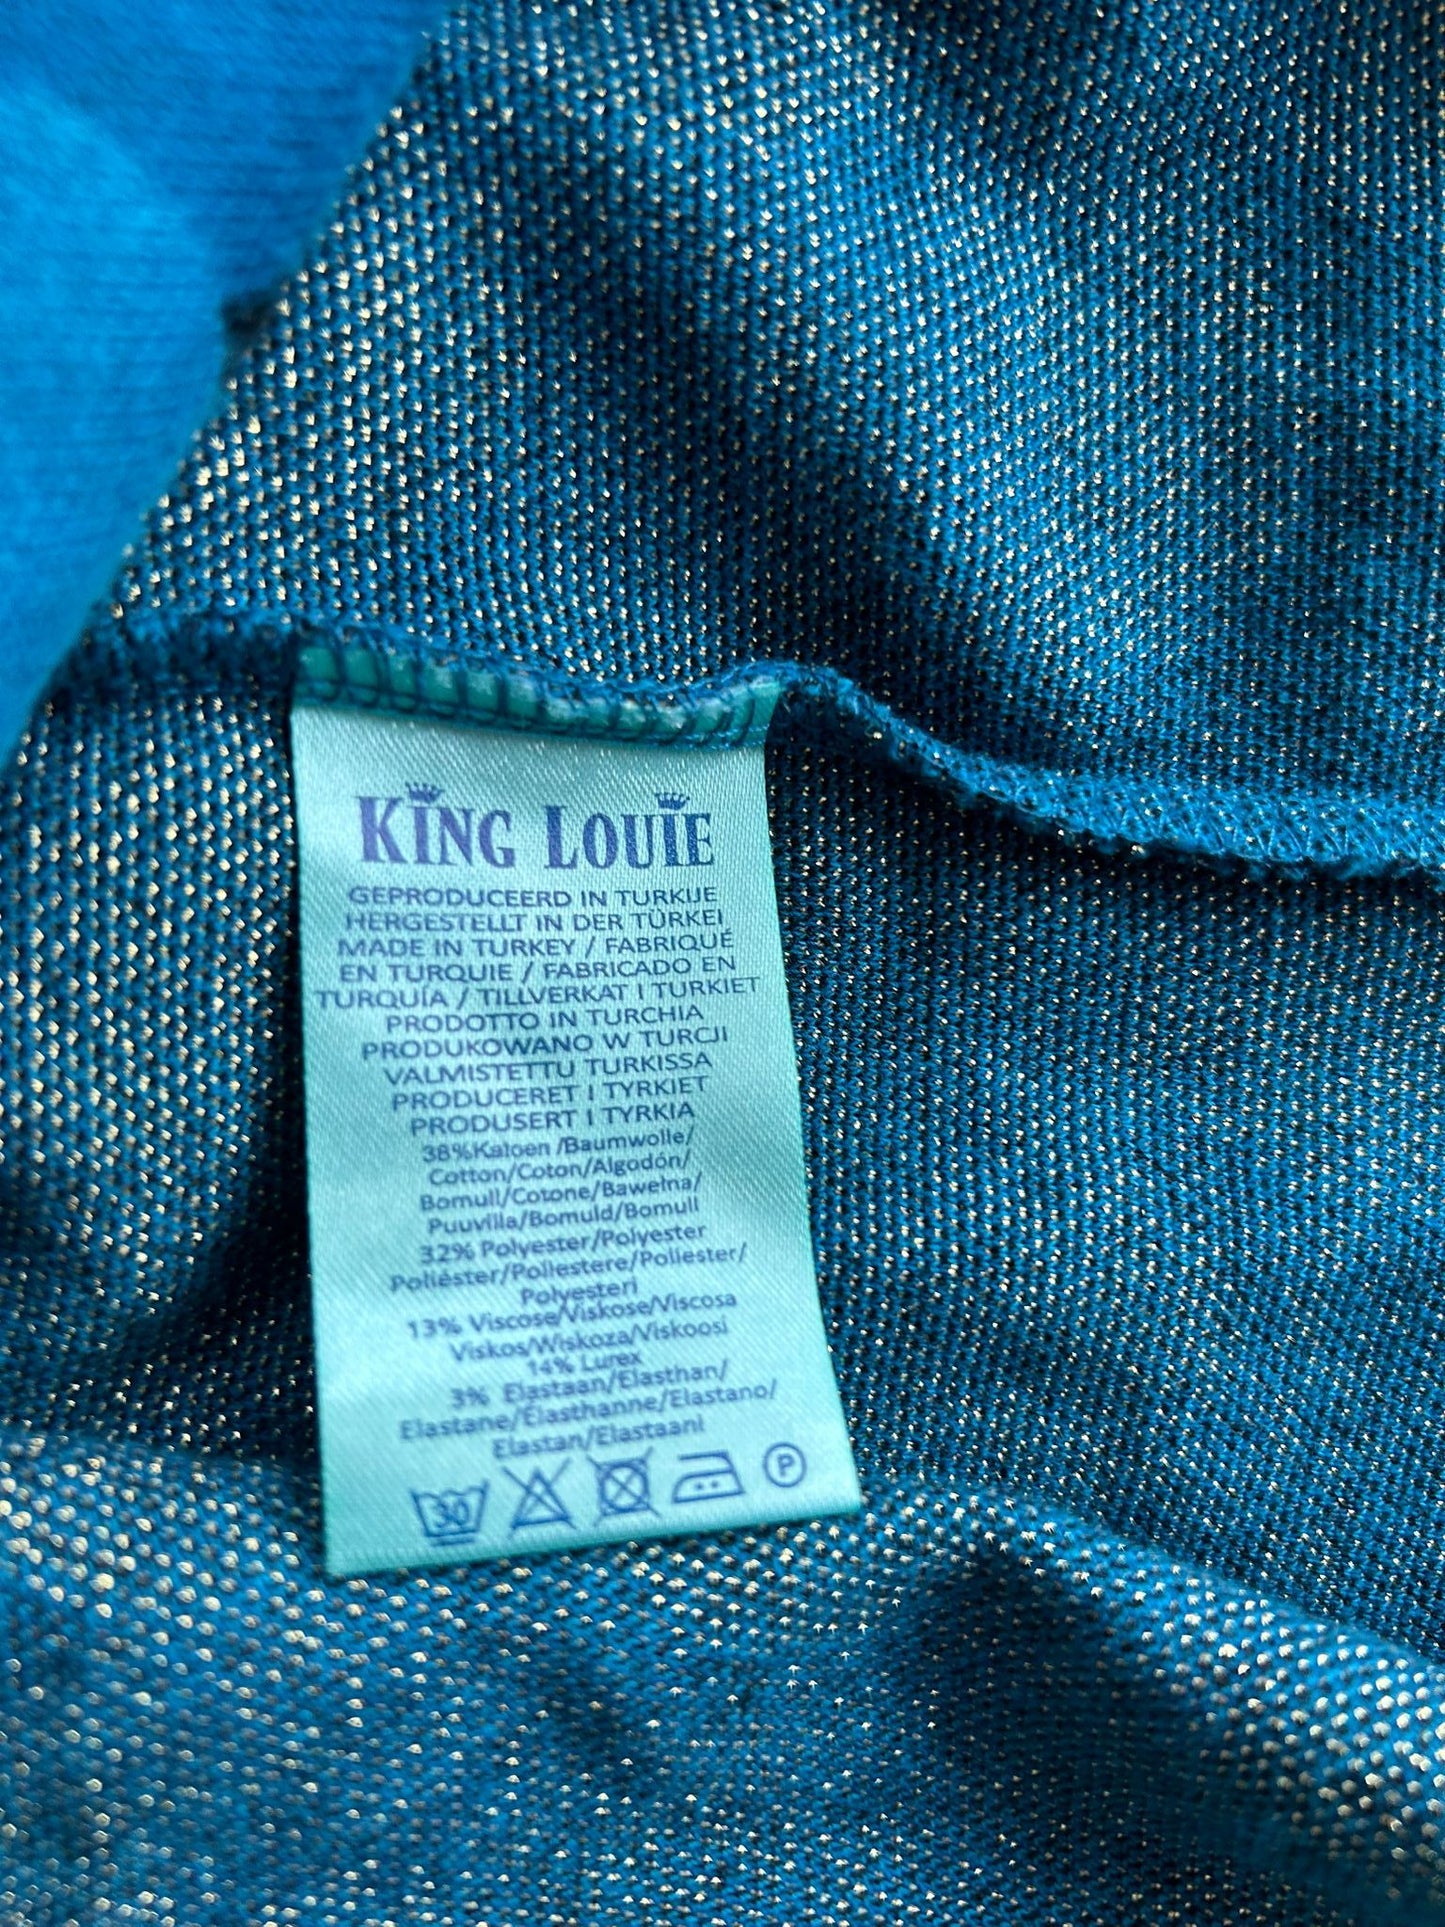 KING LOUIE
GEPRODUCEERD IN TURKIJE
HERGESTELLT IN DER TÜRKEI
MADE IN TURKEY / FABRIQUÉ
EN TURQUIE / FABRICADO EN
TURQUÍA / TILLVERKAT I TURKIET
PRODOTTO IN TURCHIA
PRODUKOWANO W TURCJI
VALMISTETTU TURKISSA
PRODUCERET I TYRKIET
PRODUSERT I TYRKIA
38%Katoen /Baumwolle/
Cotton/Coton/Algodón/
Bomull/Cotone/Bawełna/
Puuvilla/Bomuld/Bomull
32% Polyester/Polyester
Poliéster/Poliestere/Poliester/
Polyesteri
13% Viscose/Viskose/Viscosa
Viskos/Wiskoza/Viskoosi
14% Lurex
3% Elastaan/Elasthan/
Elastane/Élasthanne/Elastano/
Elastan/Elastaani
30 P